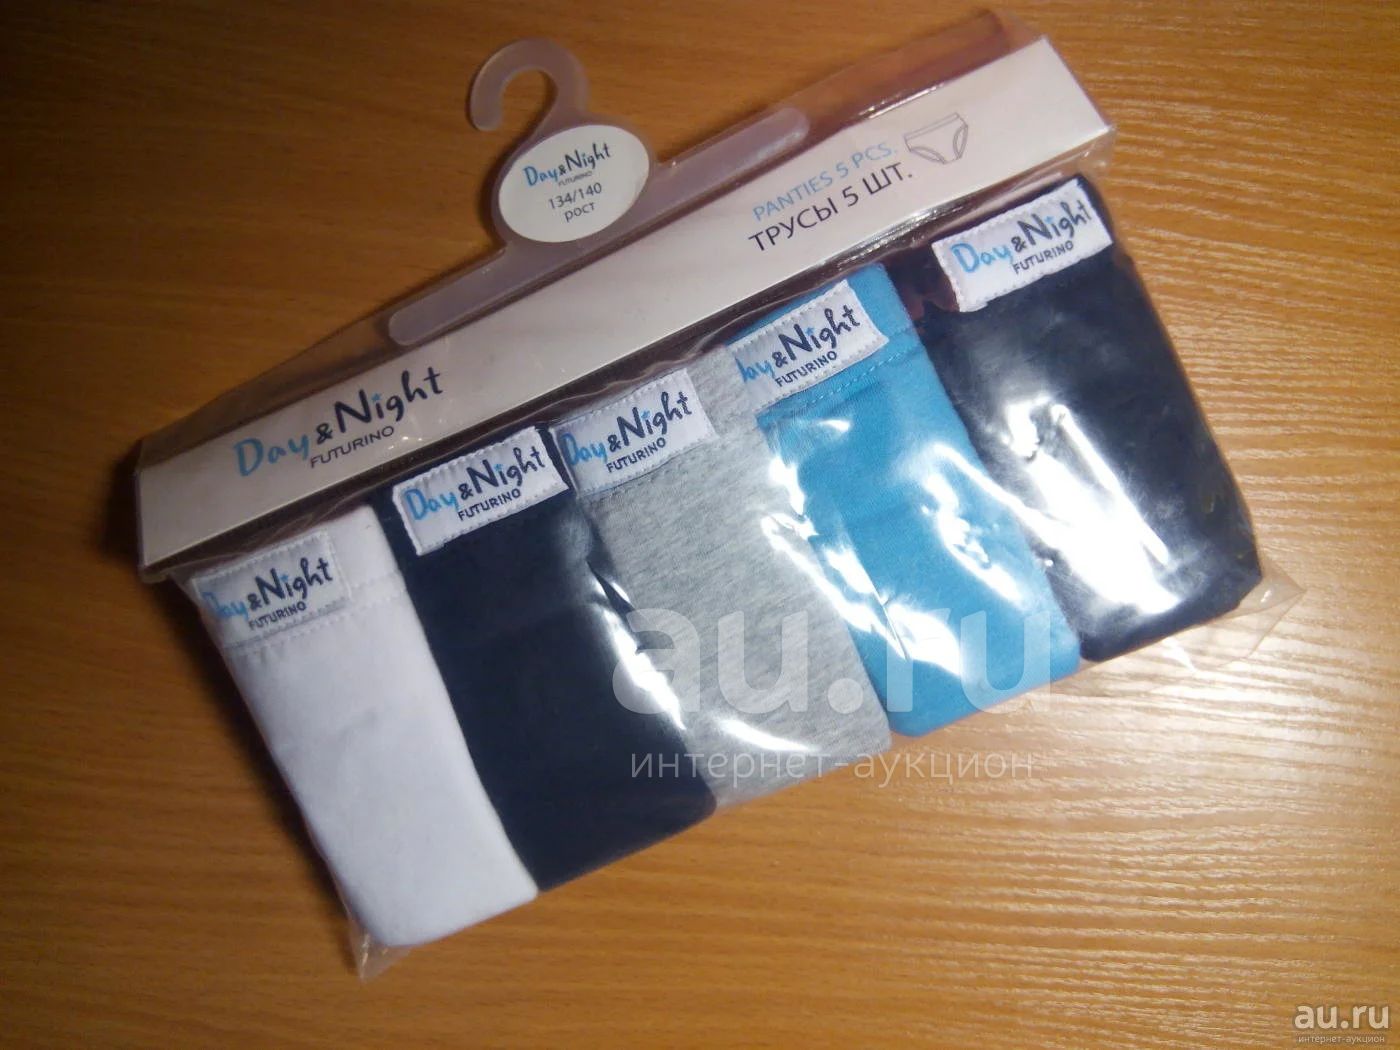 Day & Night
FUTURINO
134/140
рост
PANTIES 5 PCS.
ТРУСЫ 5 ШТ.
Day & Night
FUTURINO
Day & Night
FUTURINO
Day & Night
FUTURINO
Day & Night
FUTURINO
Day & Night
FUTURINO
Day & Night
FUTURINO
au.ru
интернет-аукцион
au.ru
интернет-аукцион